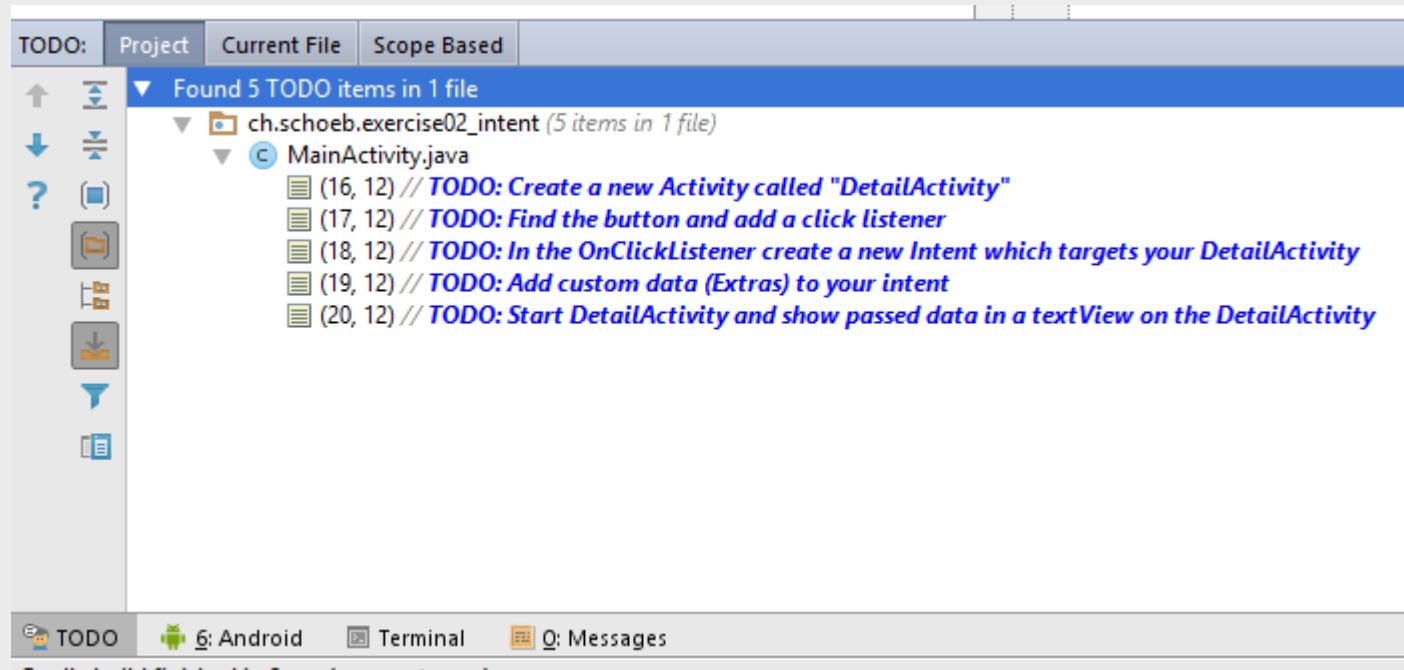 TODO: Project Current File Scope Based
Found 5 TODO items in 1 file
ch.schoeb.exercise02_intent (5 items in 1 file)
MainActivity.java
(16, 12) // TODO: Create a new Activity called "DetailActivity"
(17, 12) // TODO: Find the button and add a click listener
(18, 12) // TODO: In the OnClickListener create a new Intent which targets your DetailActivity
(19, 12) // TODO: Add custom data (Extras) to your intent
(20, 12) // TODO: Start DetailActivity and show passed data in a textView on the DetailActivity
TODO 6: Android Terminal 0: Messages